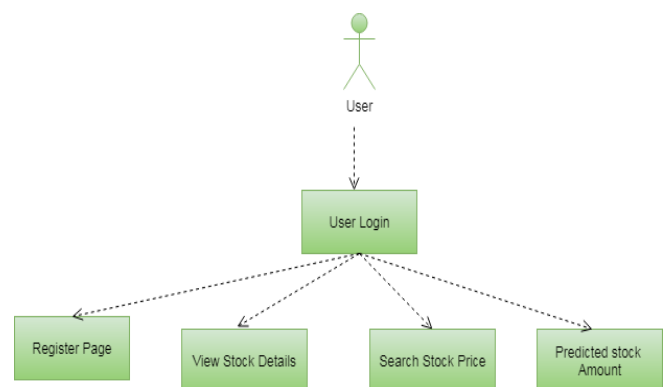 User
User Login
Register Page
View Stock Details
Search Stock Price
Predicted stock
Amount